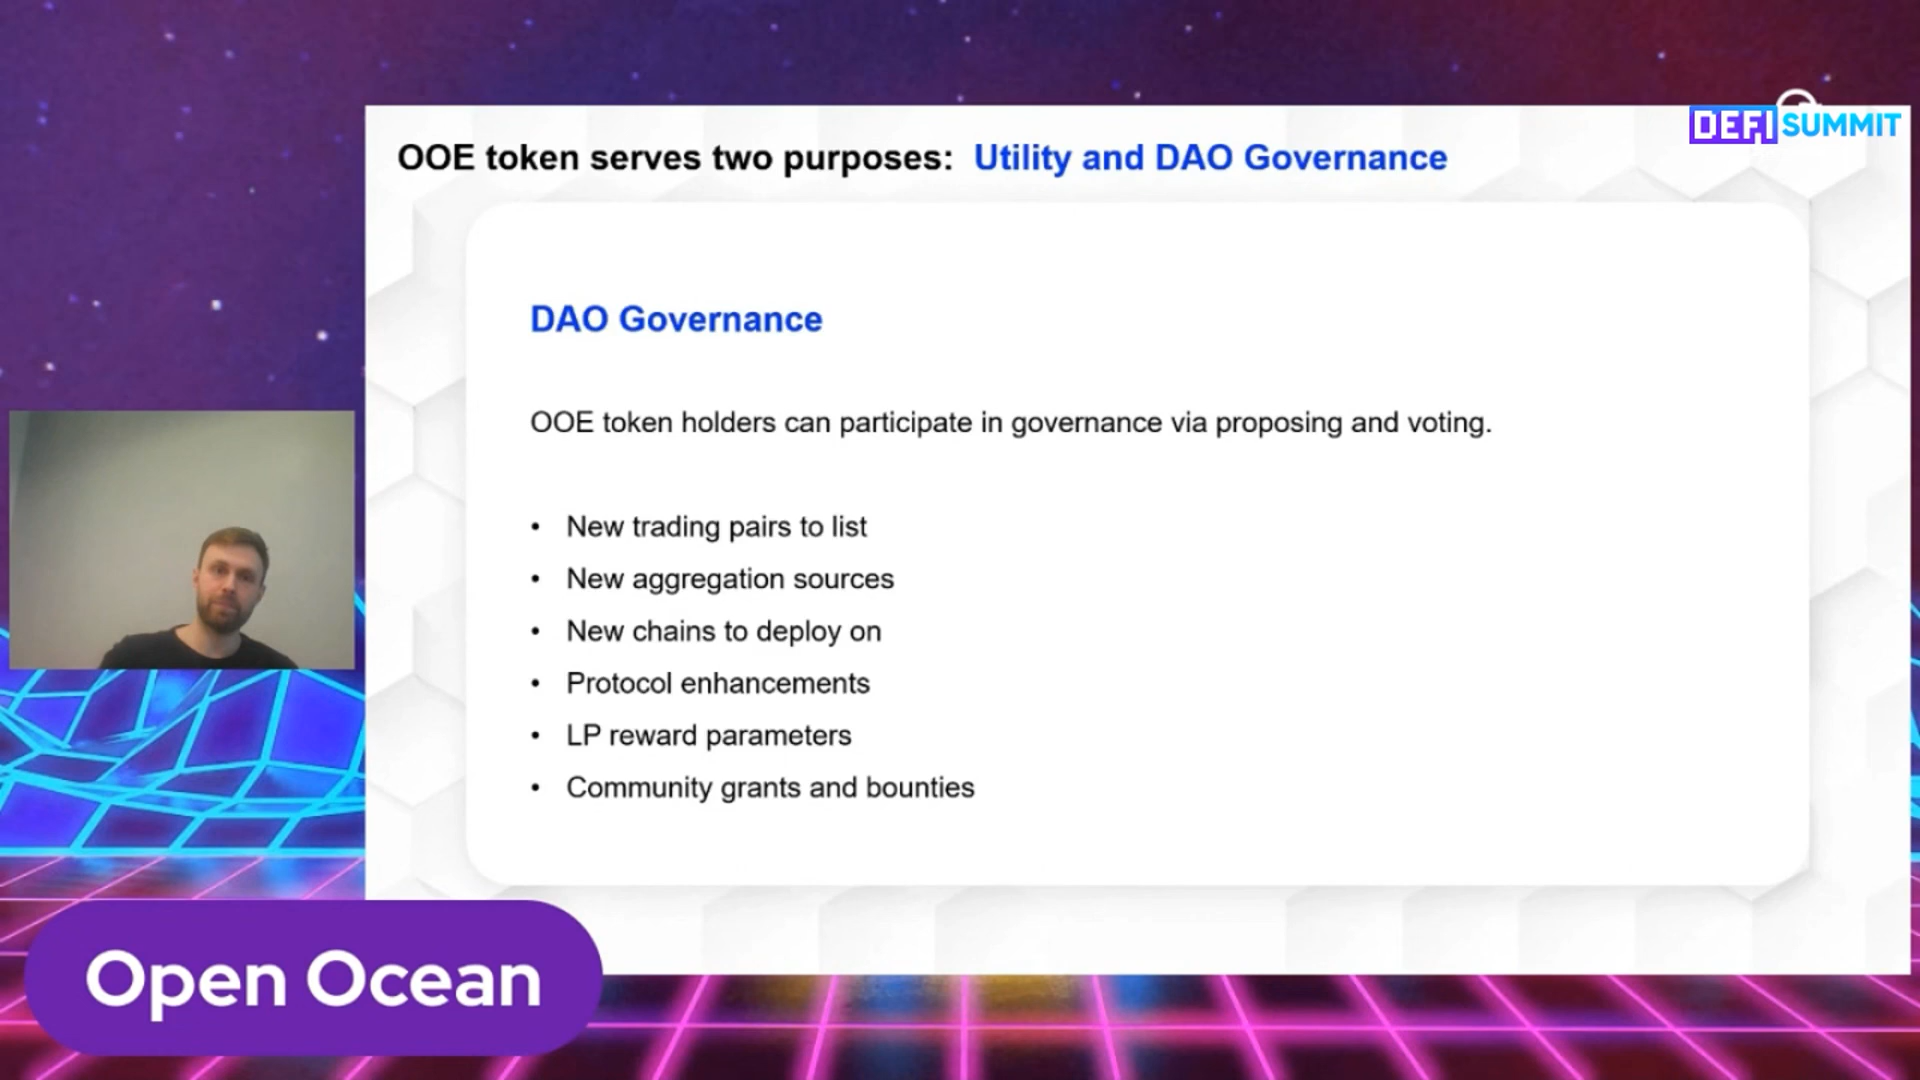 DEFI SUMMIT
OOE token serves two purposes: Utility and DAO Governance
DAO Governance
OOE token holders can participate in governance via proposing and voting.
• New trading pairs to list
• New aggregation sources
• New chains to deploy on
• Protocol enhancements
• LP reward parameters
• Community grants and bounties
Open Ocean